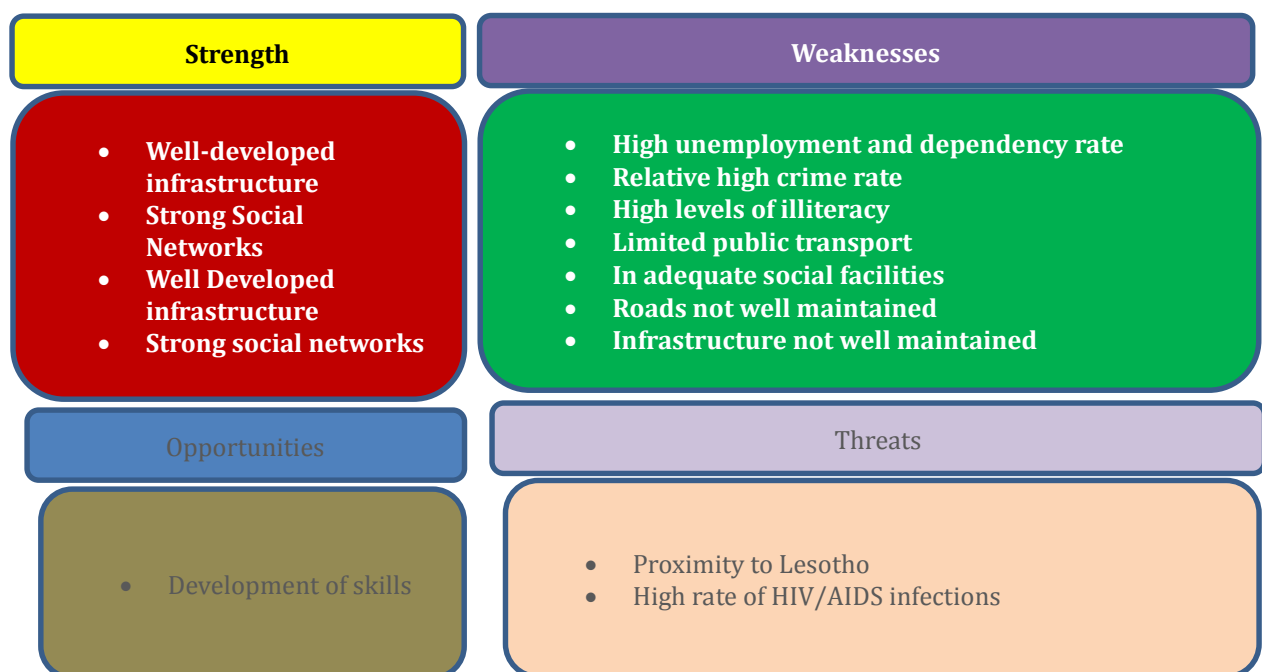 Strength
• Well-developed
infrastructure
• Strong Social
Networks
• Well Developed
infrastructure
• Strong social networks
Weaknesses
• High unemployment and dependency rate
• Relative high crime rate
• High levels of illiteracy
• Limited public transport
• In adequate social facilities
• Roads not well maintained
• Infrastructure not well maintained
Opportunities
• Development of skills
Threats
• Proximity to Lesotho
• High rate of HIV/AIDS infections